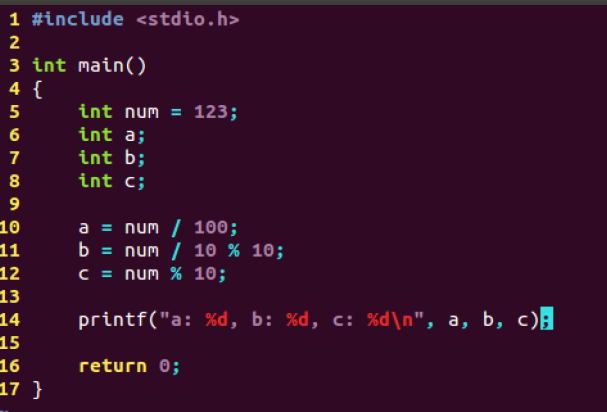 1 #include <stdio.h>
2
3 int main()
4 {
5     int num = 123;
6     int a;
7     int b;
8     int c;
9
10     a = num / 100;
11     b = num / 10 % 10;
12     c = num % 10;
13
14     printf("a: %d, b: %d, c: %d\n", a, b, c);
15
16     return 0;
17 }